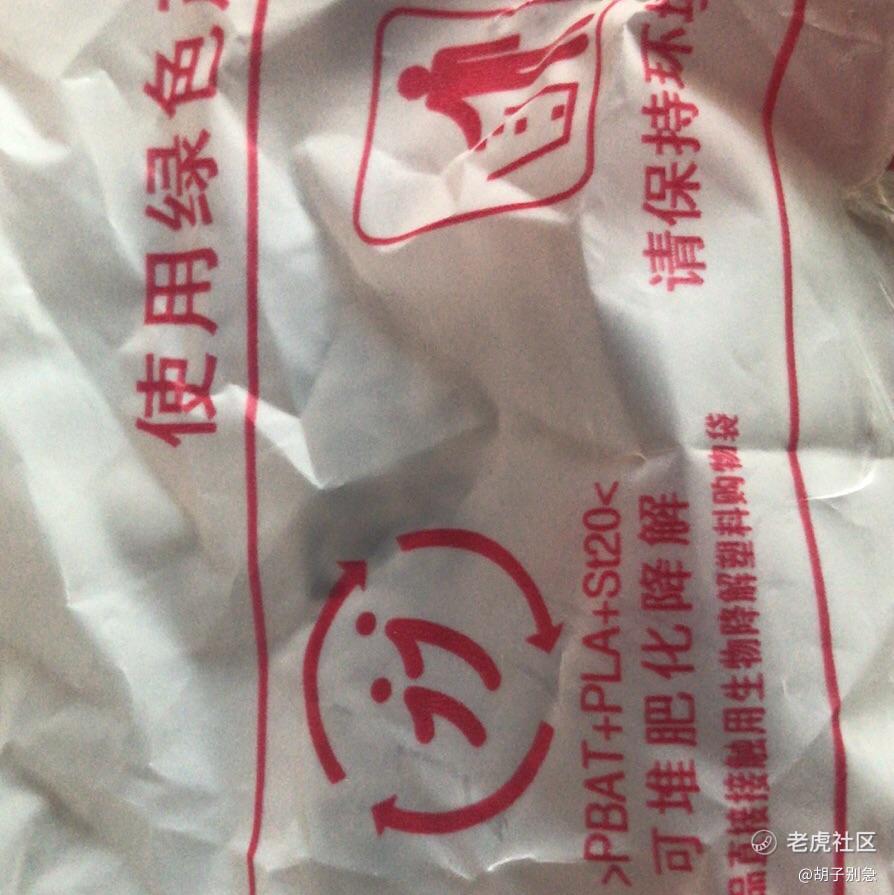 使用绿色
请保持环
>PBAT+PLA+St20<
可堆肥化降解
品直接接触用生物降解塑料购物袋
老虎社区
@胡子别急